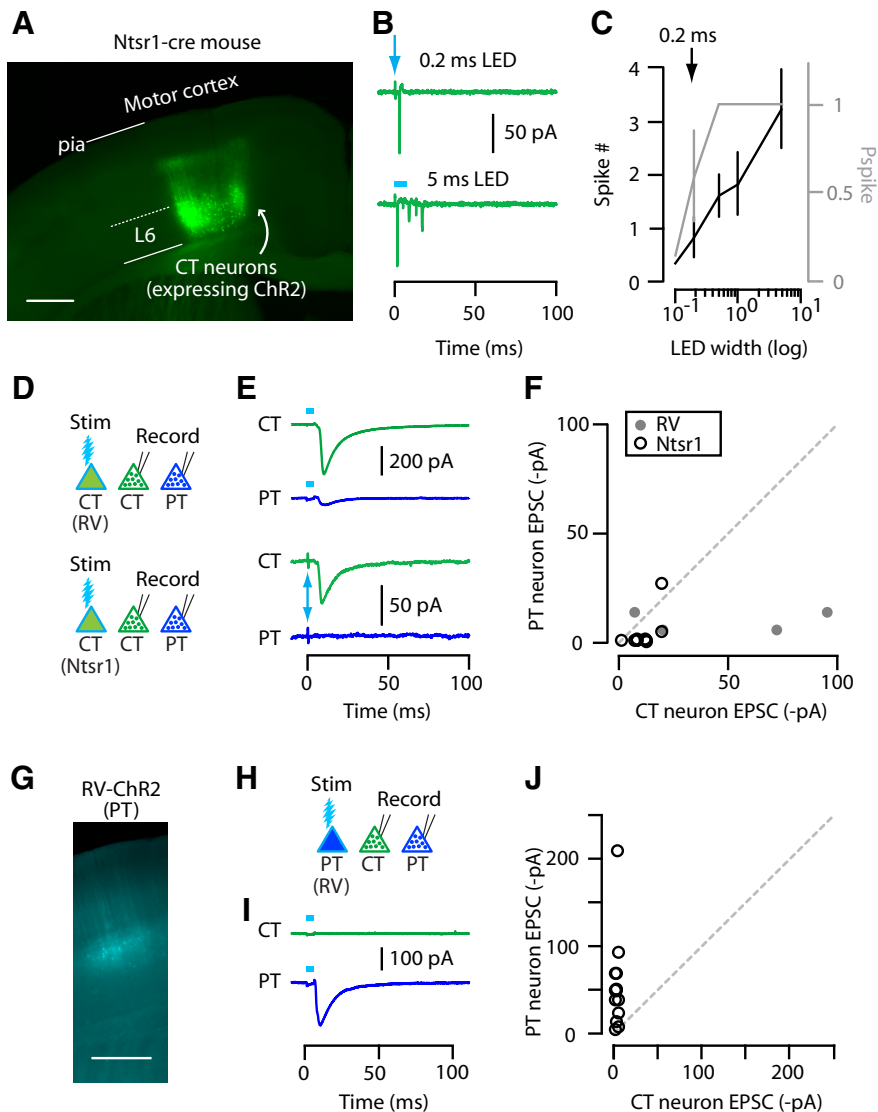 A
Ntsr1-cre mouse
Motor cortex
pia
L6
CT neurons
(expressing ChR2)
B
0.2 ms LED
50 pA
5 ms LED
0 50 100
Time (ms)
C
0.2 ms
4
3
2
1
0
Spike #
1
0.5
0
Pspike
10-1 100 101
LED width (log)
D
Stim
Record
CT CT PT
(RV)
Stim
Record
CT CT PT
(Ntsr1)
E
CT
200 pA
PT
CT
50 pA
PT
0 50 100
Time (ms)
F
RV
Ntsr1
100
50
0
PT neuron EPSC (-pA)
0 50 100
CT neuron EPSC (-pA)
G
RV-ChR2
(PT)
H
Stim
Record
PT CT PT
(RV)
I
CT
100 pA
PT
0 50 100
Time (ms)
J
200
100
50
0
PT neuron EPSC (-pA)
0 100 200
CT neuron EPSC (-pA)